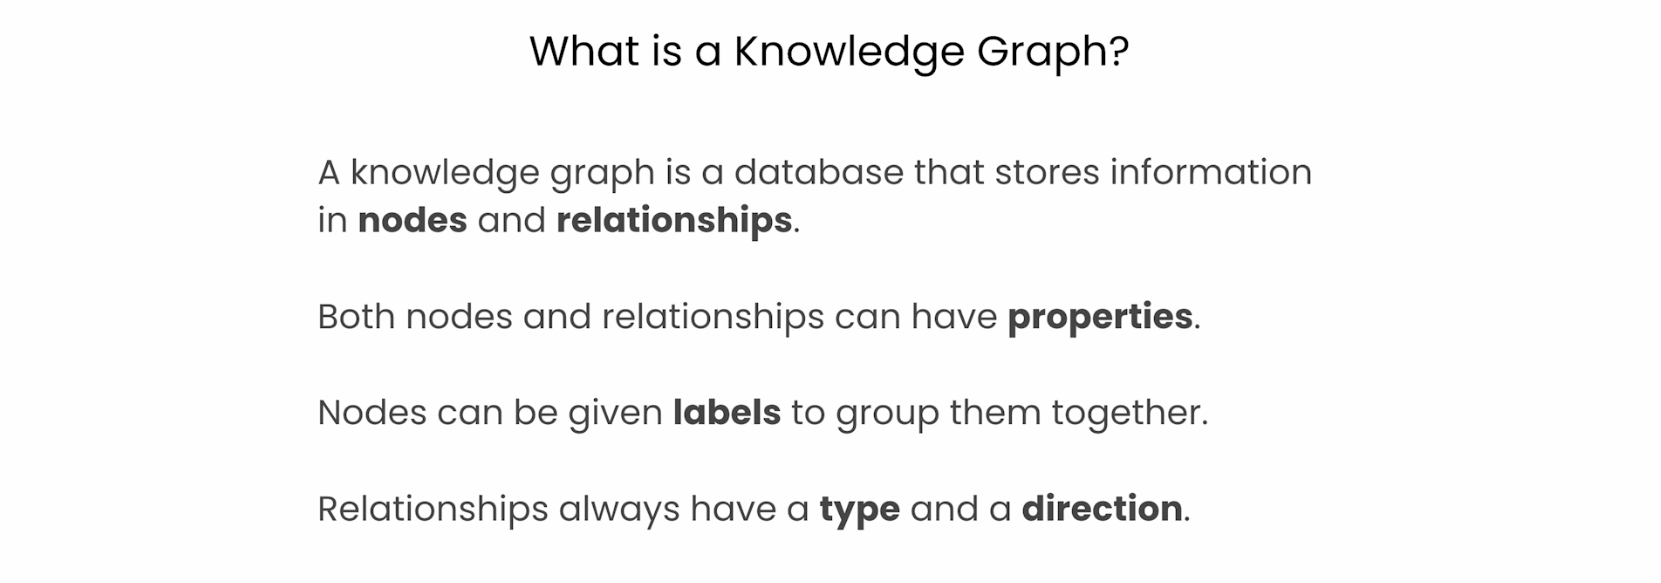 What is a Knowledge Graph?
A knowledge graph is a database that stores information
in nodes and relationships.
Both nodes and relationships can have properties.
Nodes can be given labels to group them together.
Relationships always have a type and a direction.